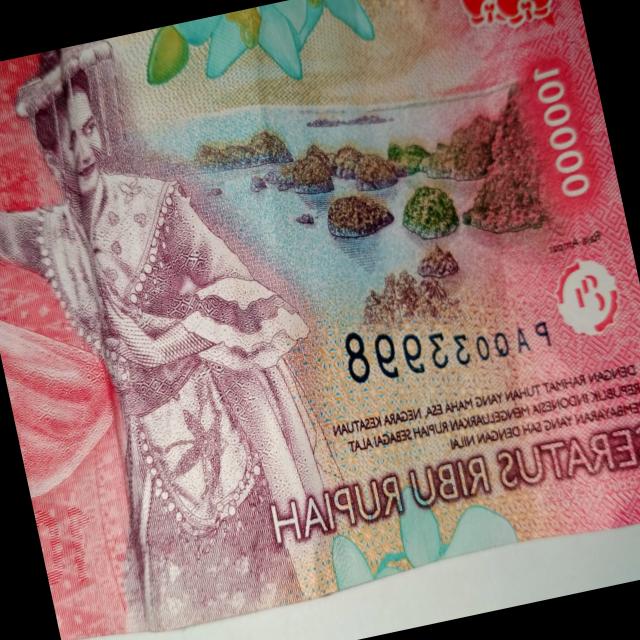 100000
PAQ033998
DENGAN RAHMAT TUHAN YANG MAHA ESA, NEGARA KESATUAN
REPUBLIK INDONESIA MENGELUARKAN RUPIAH SEBAGAI ALAT
PEMBAYARAN YANG SAH DENGAN NILAI
ERATUS RIBU RUPIAH